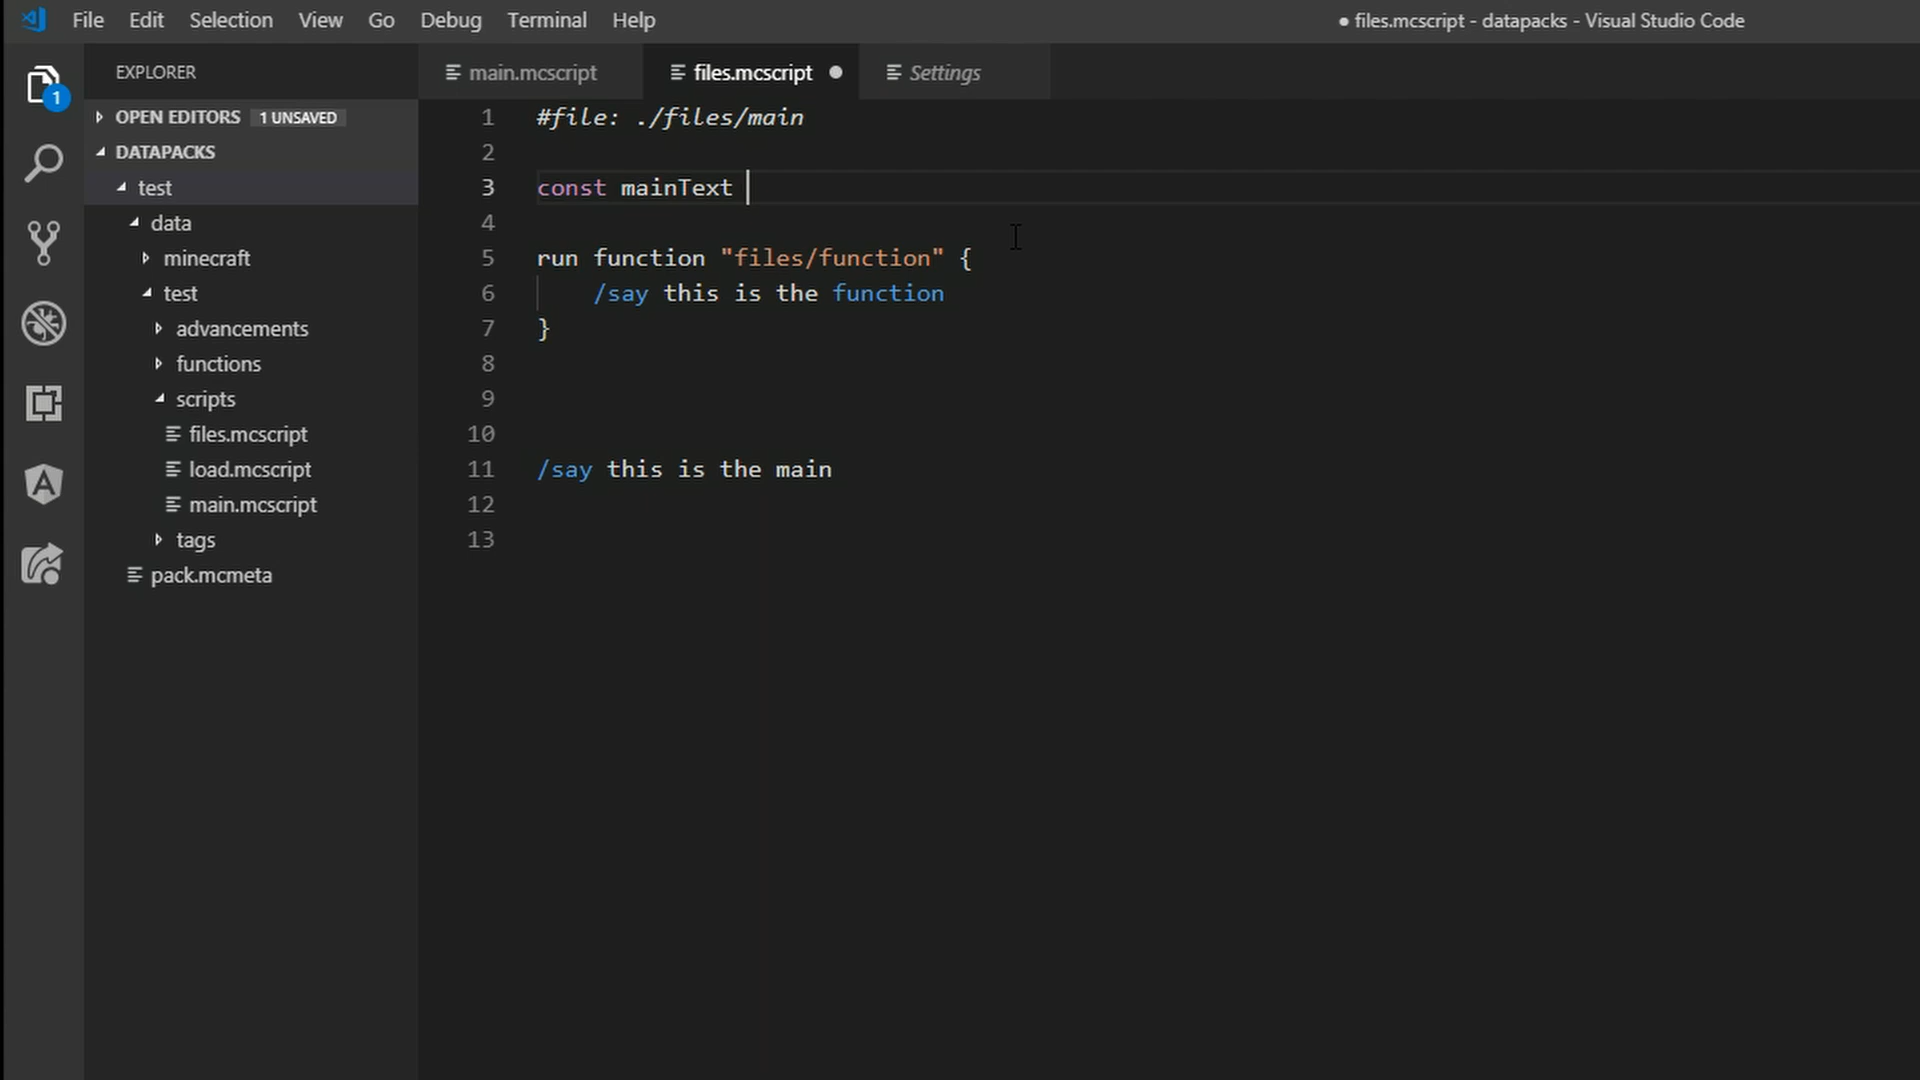 File Edit Selection View Go Debug Terminal Help ● files.mcscript - datapacks - Visual Studio Code
EXPLORER
main.mcscript files.mcscript ● Settings
1
OPEN EDITORS 1 UNSAVED
DATAPACKS
test
data
minecraft
test
advancements
functions
scripts
files.mcscript
load.mcscript
main.mcscript
tags
pack.mcmeta
1 #file: ./files/main
2
3 const mainText
4
5 run function "files/function" {
6 /say this is the function
7 }
8
9
10
11 /say this is the main
12
13